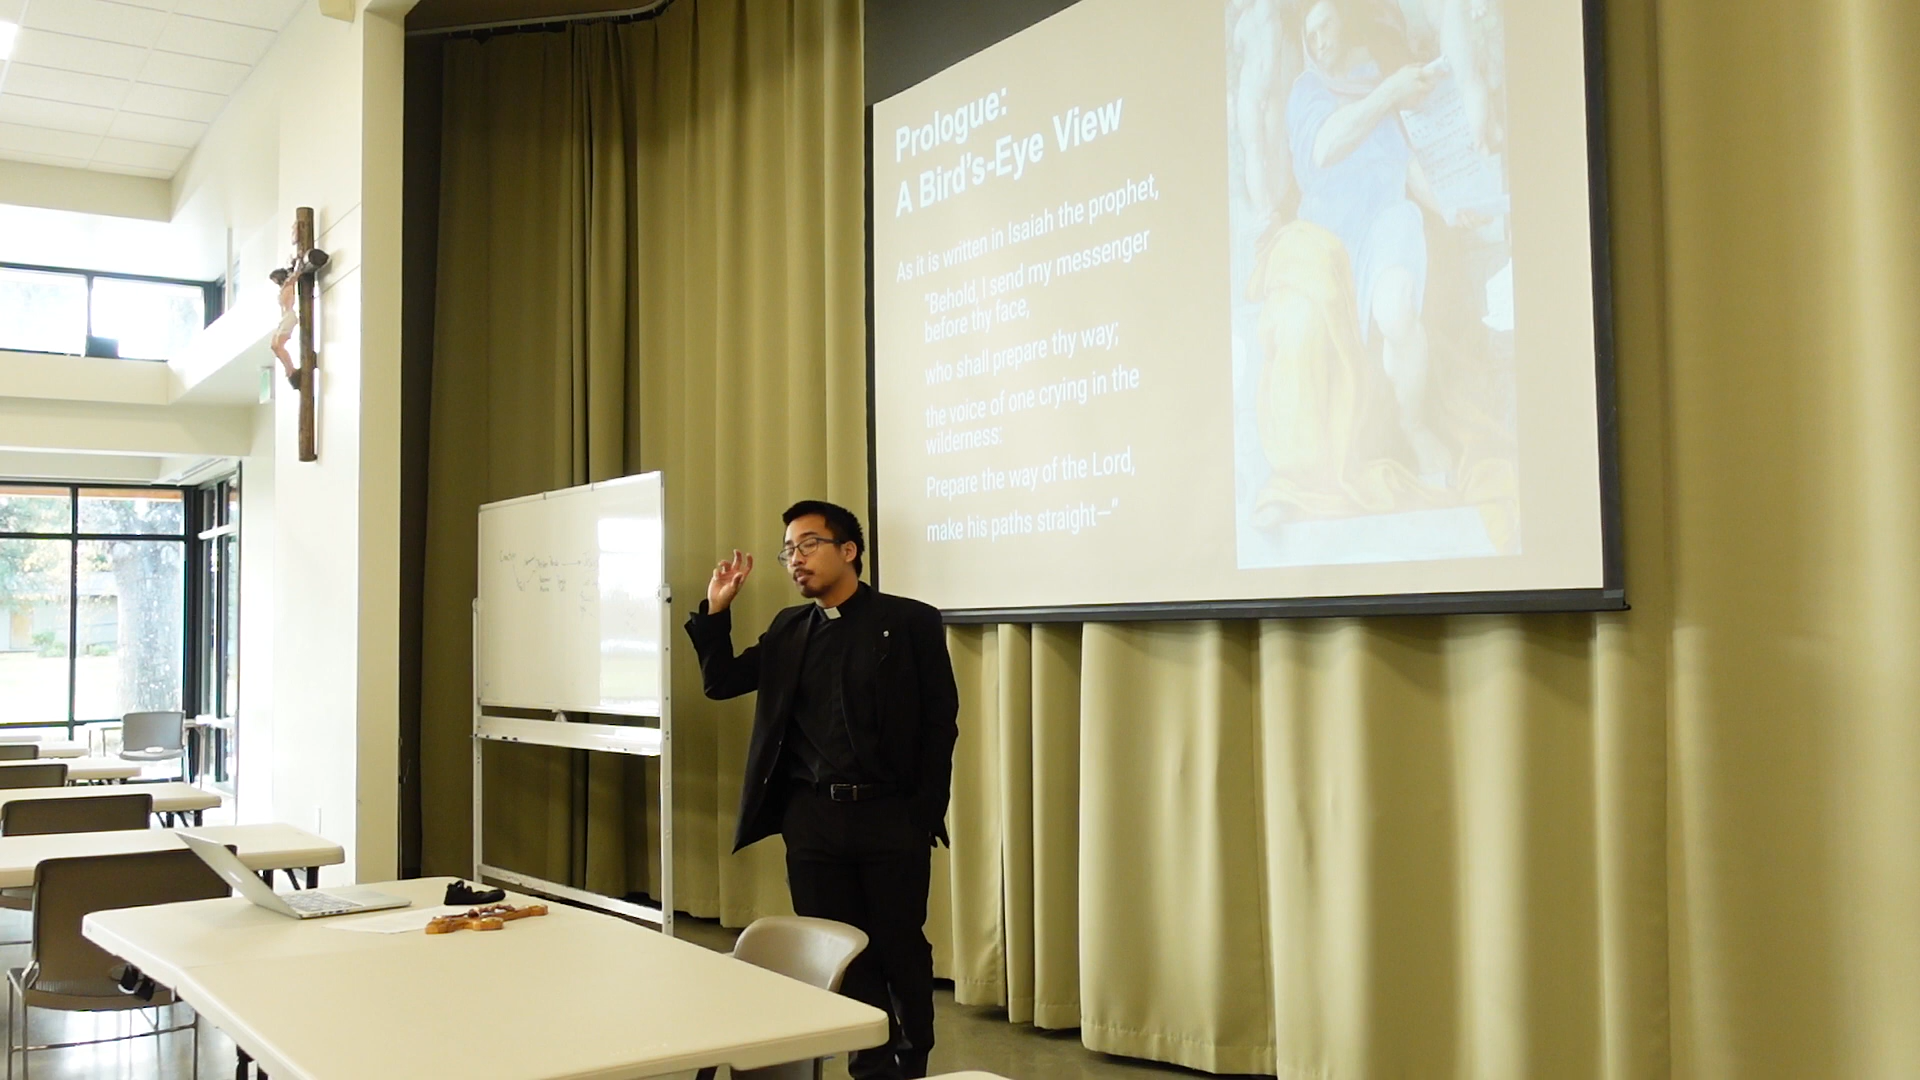 Prologue:
A Bird's-Eye View
As it is written in Isaiah the prophet,
"Behold, I send my messenger
before thy face,
who shall prepare thy way;
the voice of one crying in the
wilderness:
Prepare the way of the Lord,
make his paths straight—"